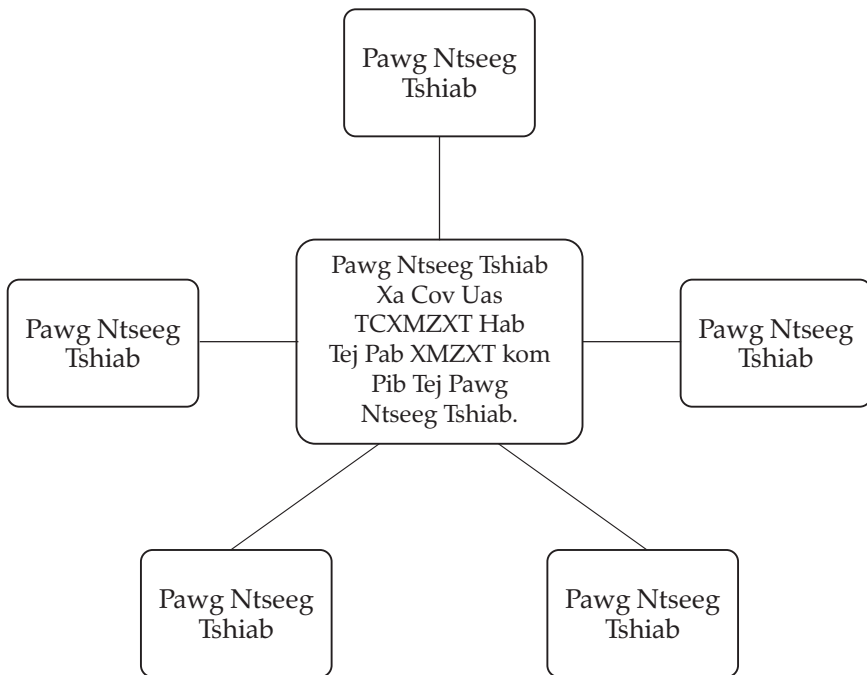 Pawg Ntseeg
Tshiab
Pawg Ntseeg Tshiab
Xa Cov Uas
TCXMZXT Hab
Tej Pab XMZXT kom
Pib Tej Pawg
Ntseeg Tshiab.
Pawg Ntseeg
Tshiab
Pawg Ntseeg
Tshiab
Pawg Ntseeg
Tshiab
Pawg Ntseeg
Tshiab